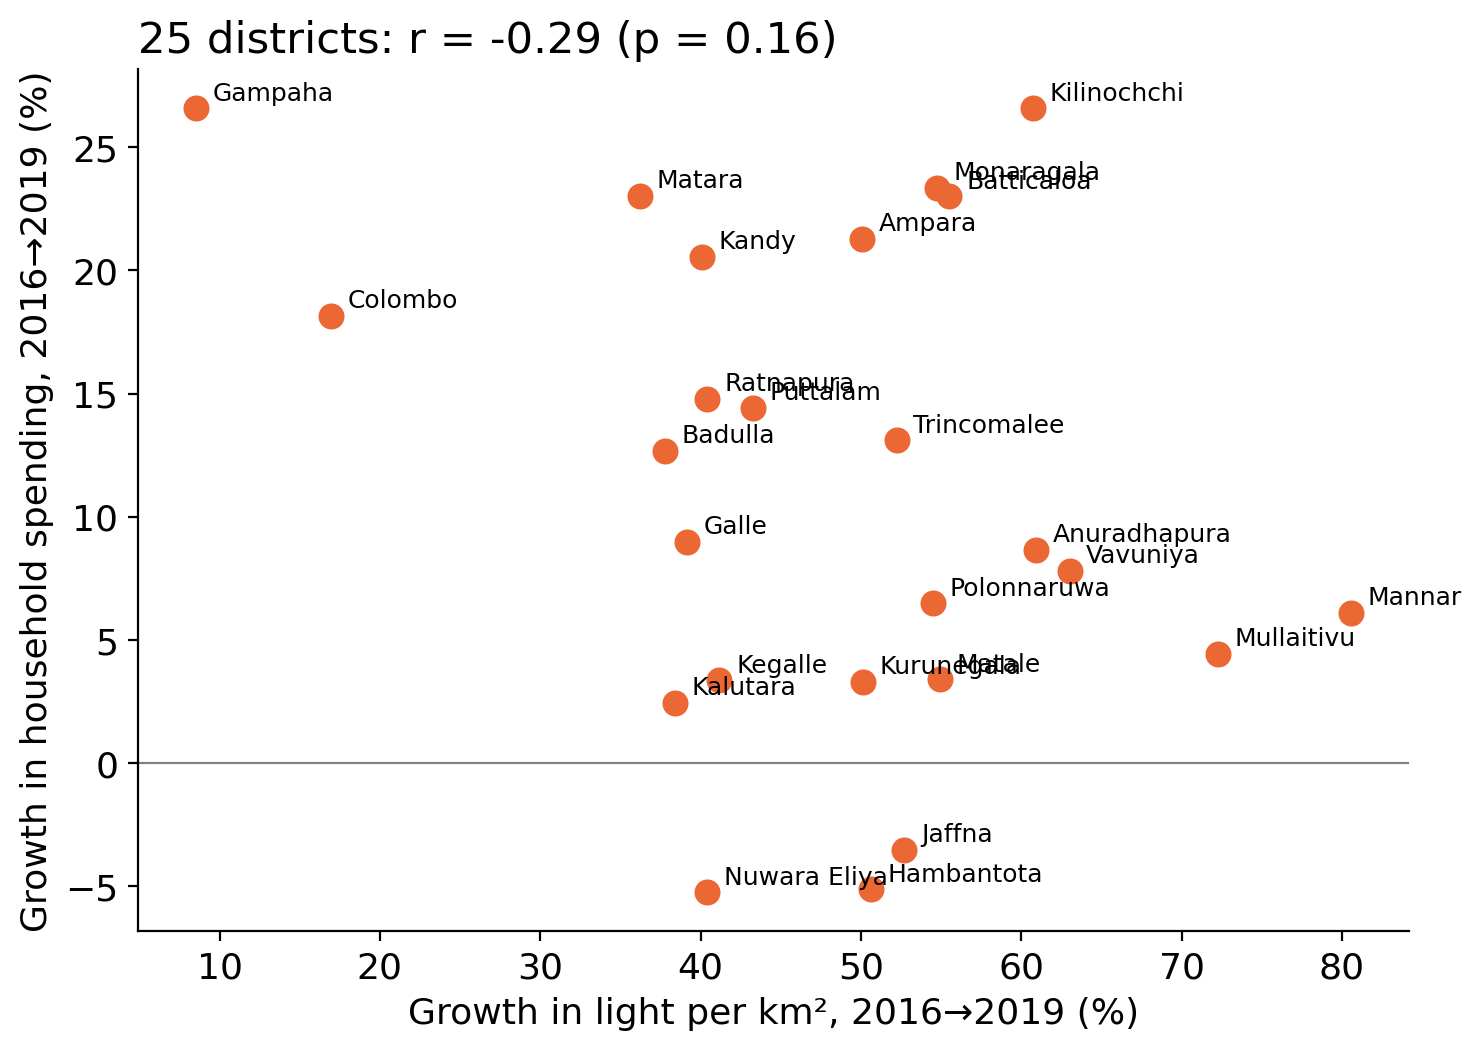 25 districts: r = -0.29 (p = 0.16)
Growth in household spending, 2016→2019 (%)
25
20
15
10
5
0
−5
Gampaha
Kilinochchi
Monaragala
Batticaloa
Matara
Ampara
Kandy
Colombo
Ratnapura
Puttalam
Trincomalee
Badulla
Galle
Anuradhapura
Vavuniya
Polonnaruwa
Mannar
Mullaitivu
Kegalle
Kurunegala
Matale
Kalutara
Jaffna
Nuwara Eliya
Hambantota
10
20
30
40
50
60
70
80
Growth in light per km², 2016→2019 (%)